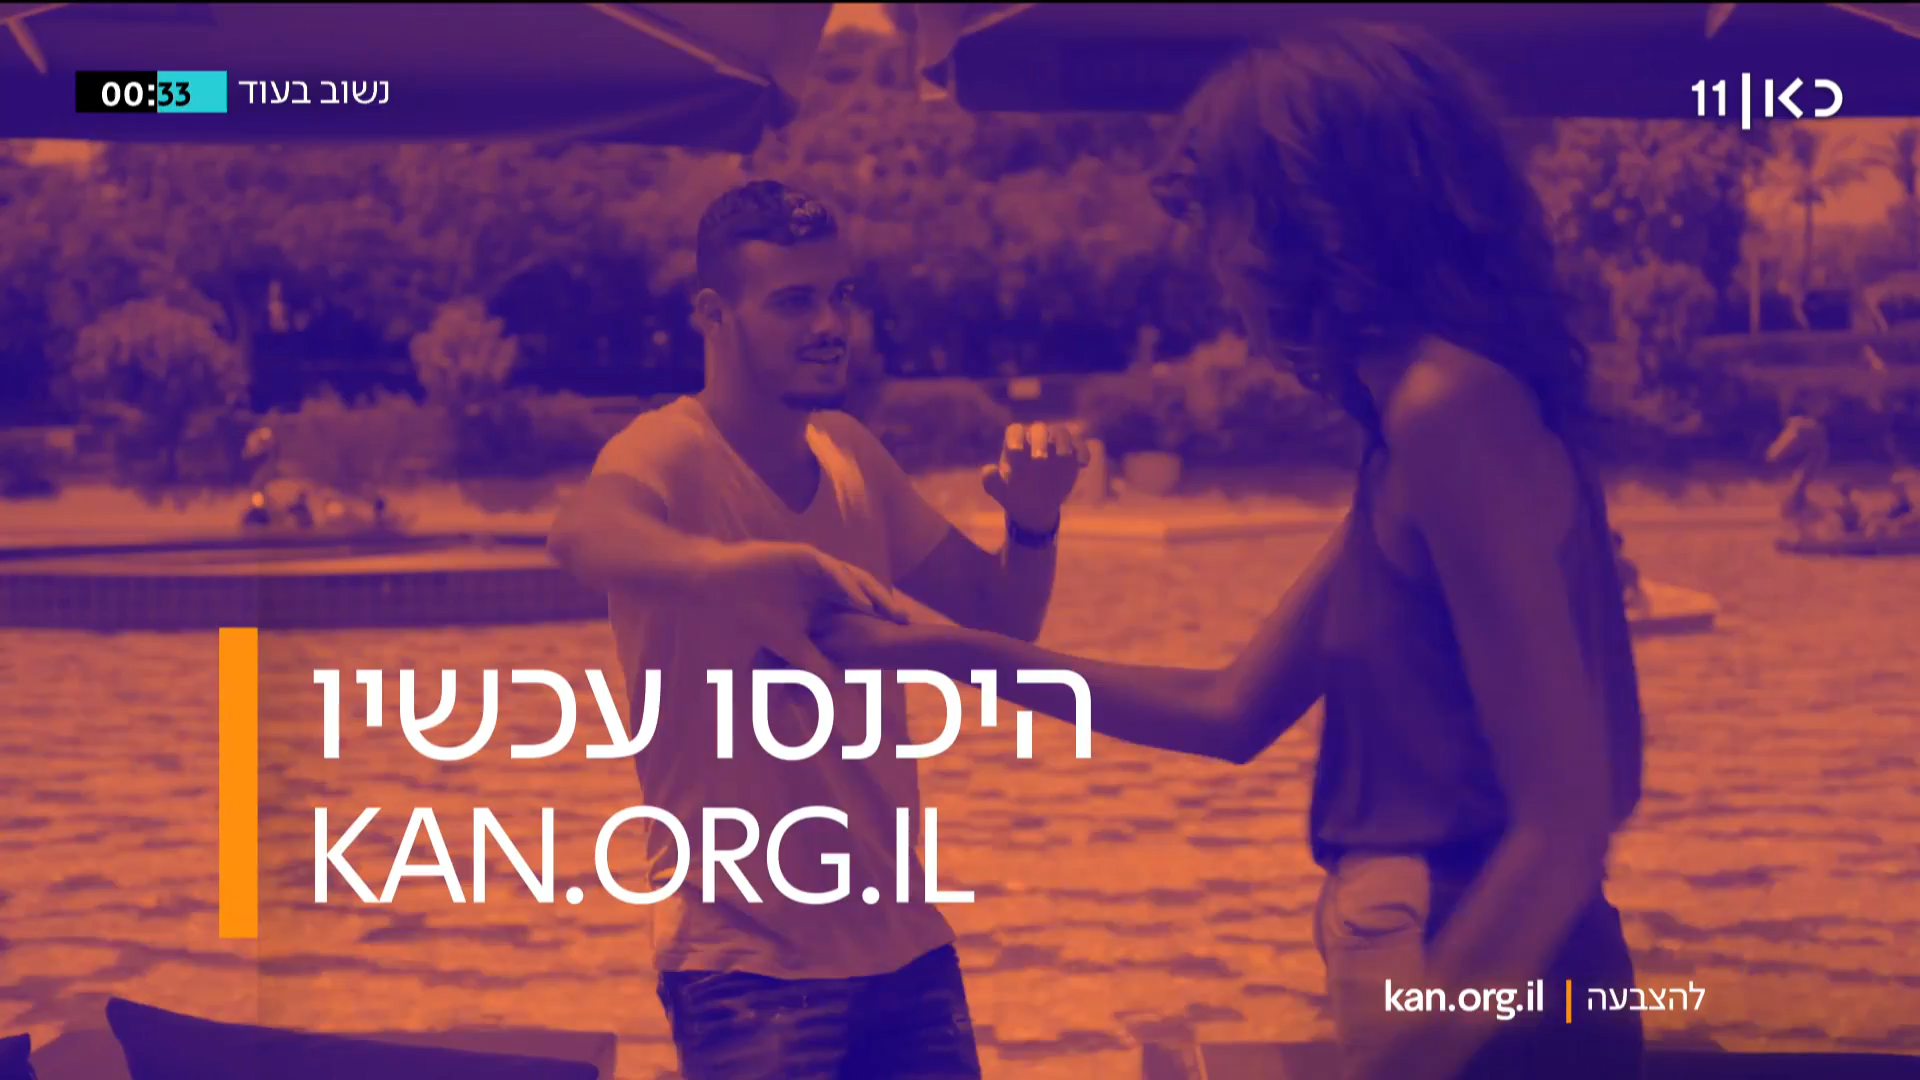 נשוב בעוד 00:33
כאן 11
היכנסו עכשיו
KAN.ORG.IL
להצבעה | kan.org.il